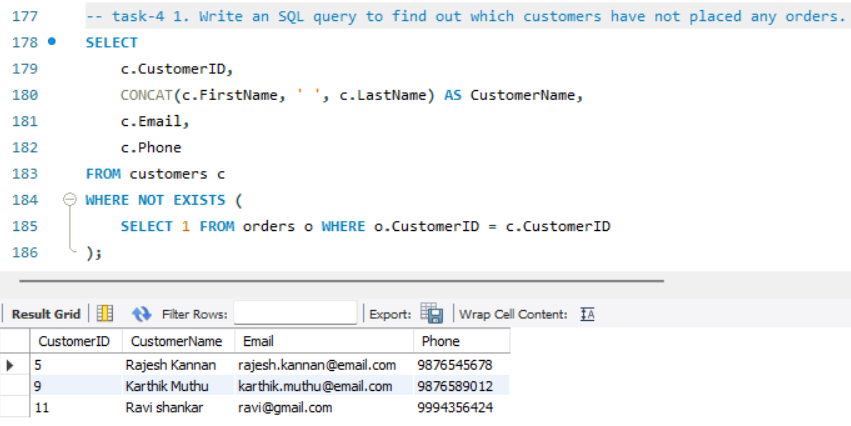 177 -- task-4 1. Write an SQL query to find out which customers have not placed any orders.
178 SELECT
179 c.CustomerID,
180 CONCAT(c.FirstName, ' ', c.LastName) AS CustomerName,
181 c.Email,
182 c.Phone
183 FROM customers c
184 WHERE NOT EXISTS (
185 SELECT 1 FROM orders o WHERE o.CustomerID = c.CustomerID
186 );
Result Grid Filter Rows: Export: Wrap Cell Content: IA
CustomerID CustomerName Email Phone
5 Rajesh Kannan rajesh.kannan@email.com 9876545678
9 Karthik Muthu karthik.muthu@email.com 9876589012
11 Ravi shankar ravi@gmail.com 9994356424